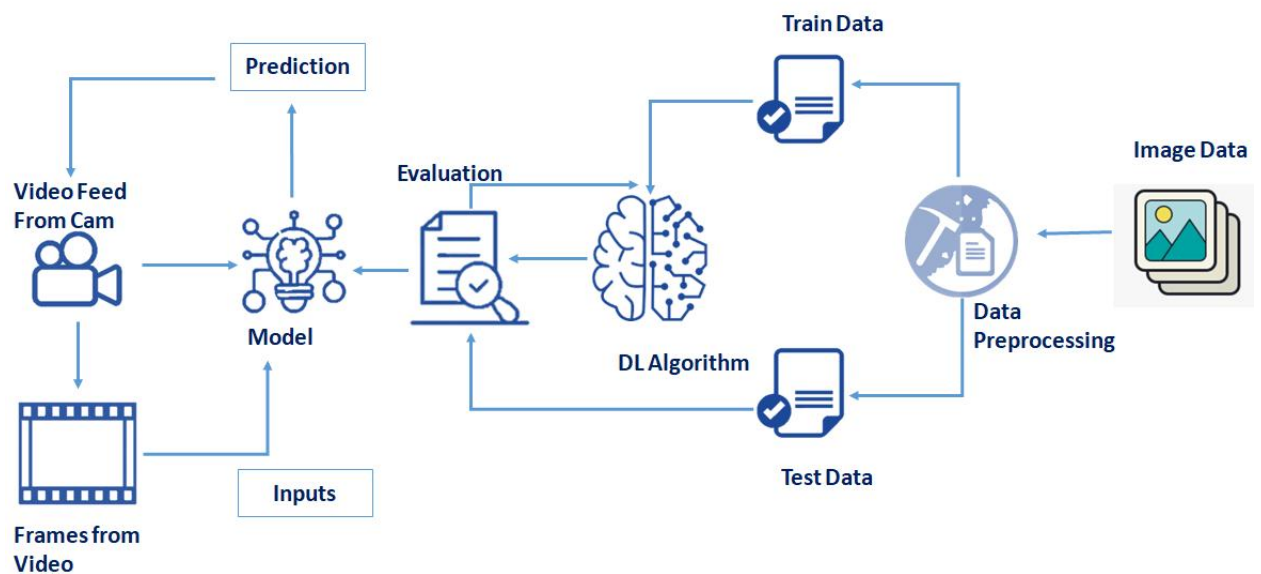 Train Data
Prediction
Image Data
Evaluation
Video Feed
From Cam
Data
Preprocessing
Model
DL Algorithm
Inputs
Test Data
Frames from
Video